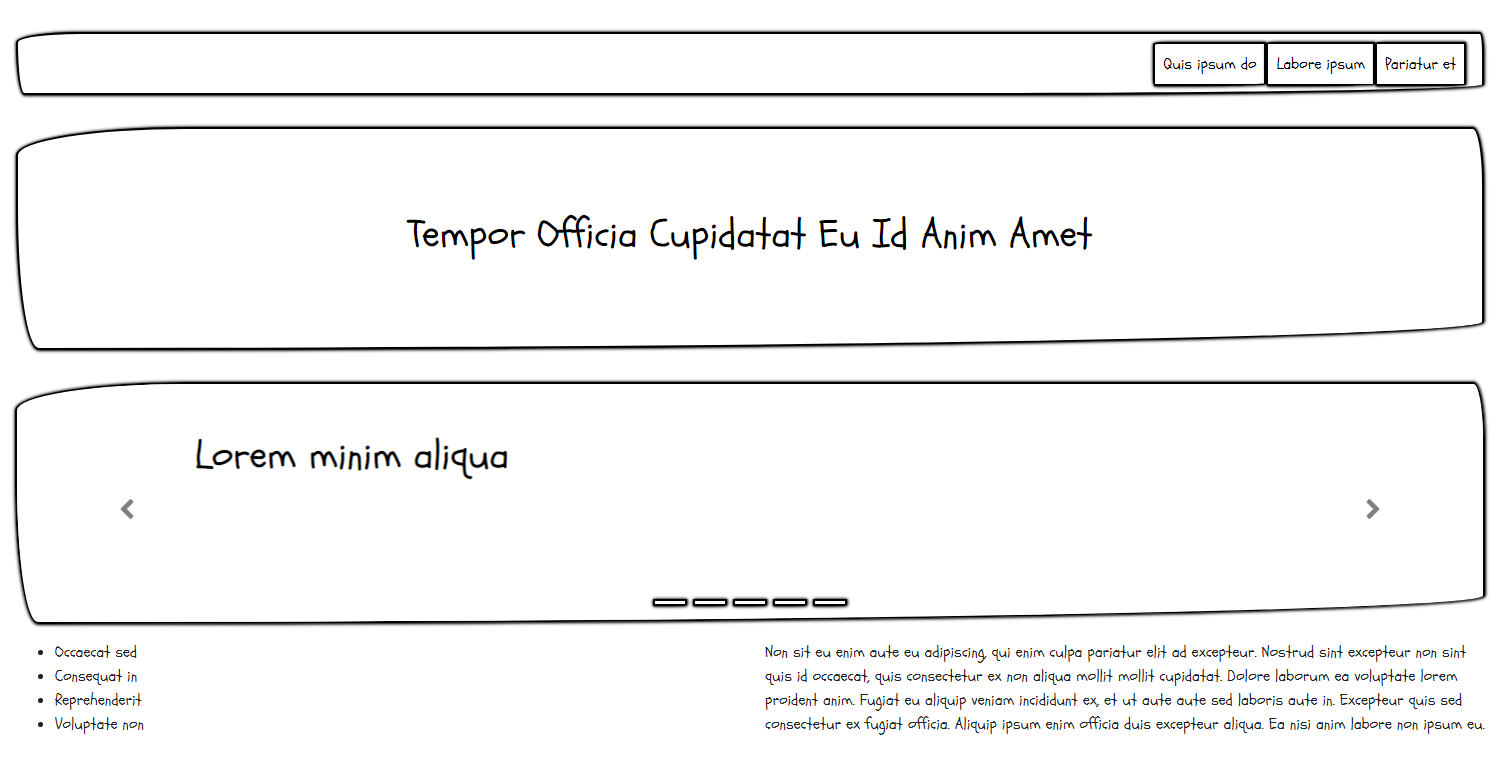 Quis ipsum do Labore ipsum Pariatur et
Tempor Officia Cupidatat Eu Id Anim Amet
Lorem minim aliqua
Occaecat sed
Consequat in
Reprehenderit
Voluptate non
Non sit eu enim aute eu adipiscing, qui enim culpa pariatur elit ad excepteur. Nostrud sint excepteur non sint
quis id occaecat, quis consectetur ex non aliqua mollit mollit cupidatat. Dolore laborum ea voluptate lorem
proident anim. Fugiat eu aliquip veniam incididunt ex, et ut aute aute sed laboris aute in. Excepteur quis sed
consectetur ex fugiat officia. Aliquip ipsum enim officia duis excepteur aliqua. Ea nisi anim labore non ipsum eu.